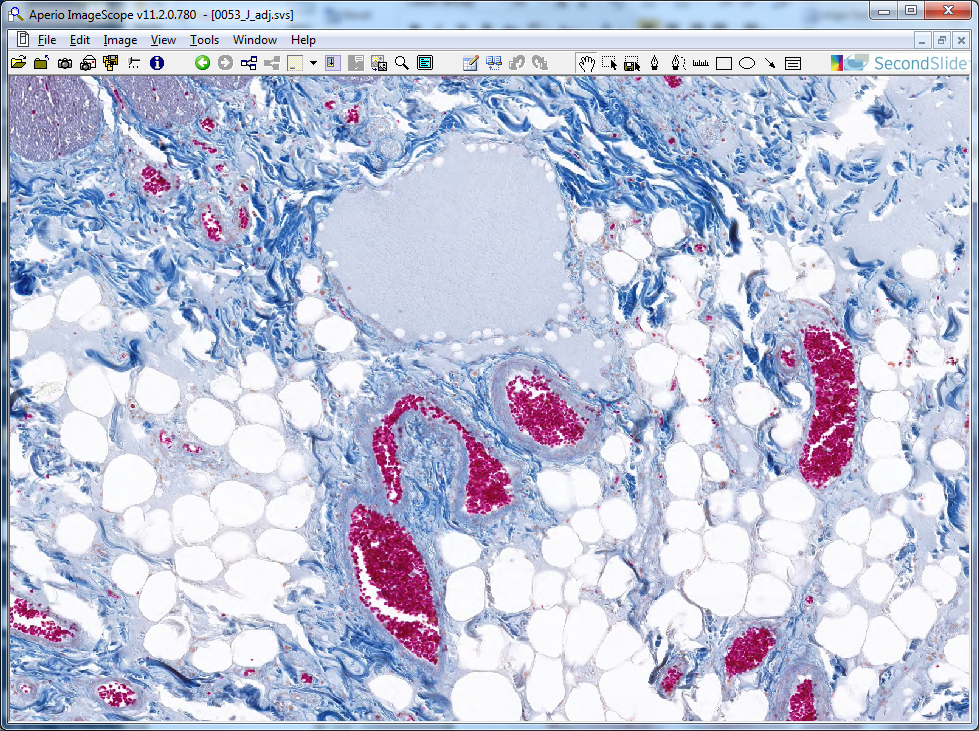 Aperio ImageScope v11.2.0.780 - [0053_J_adj.svs]
File Edit Image View Tools Window Help
SecondSlide